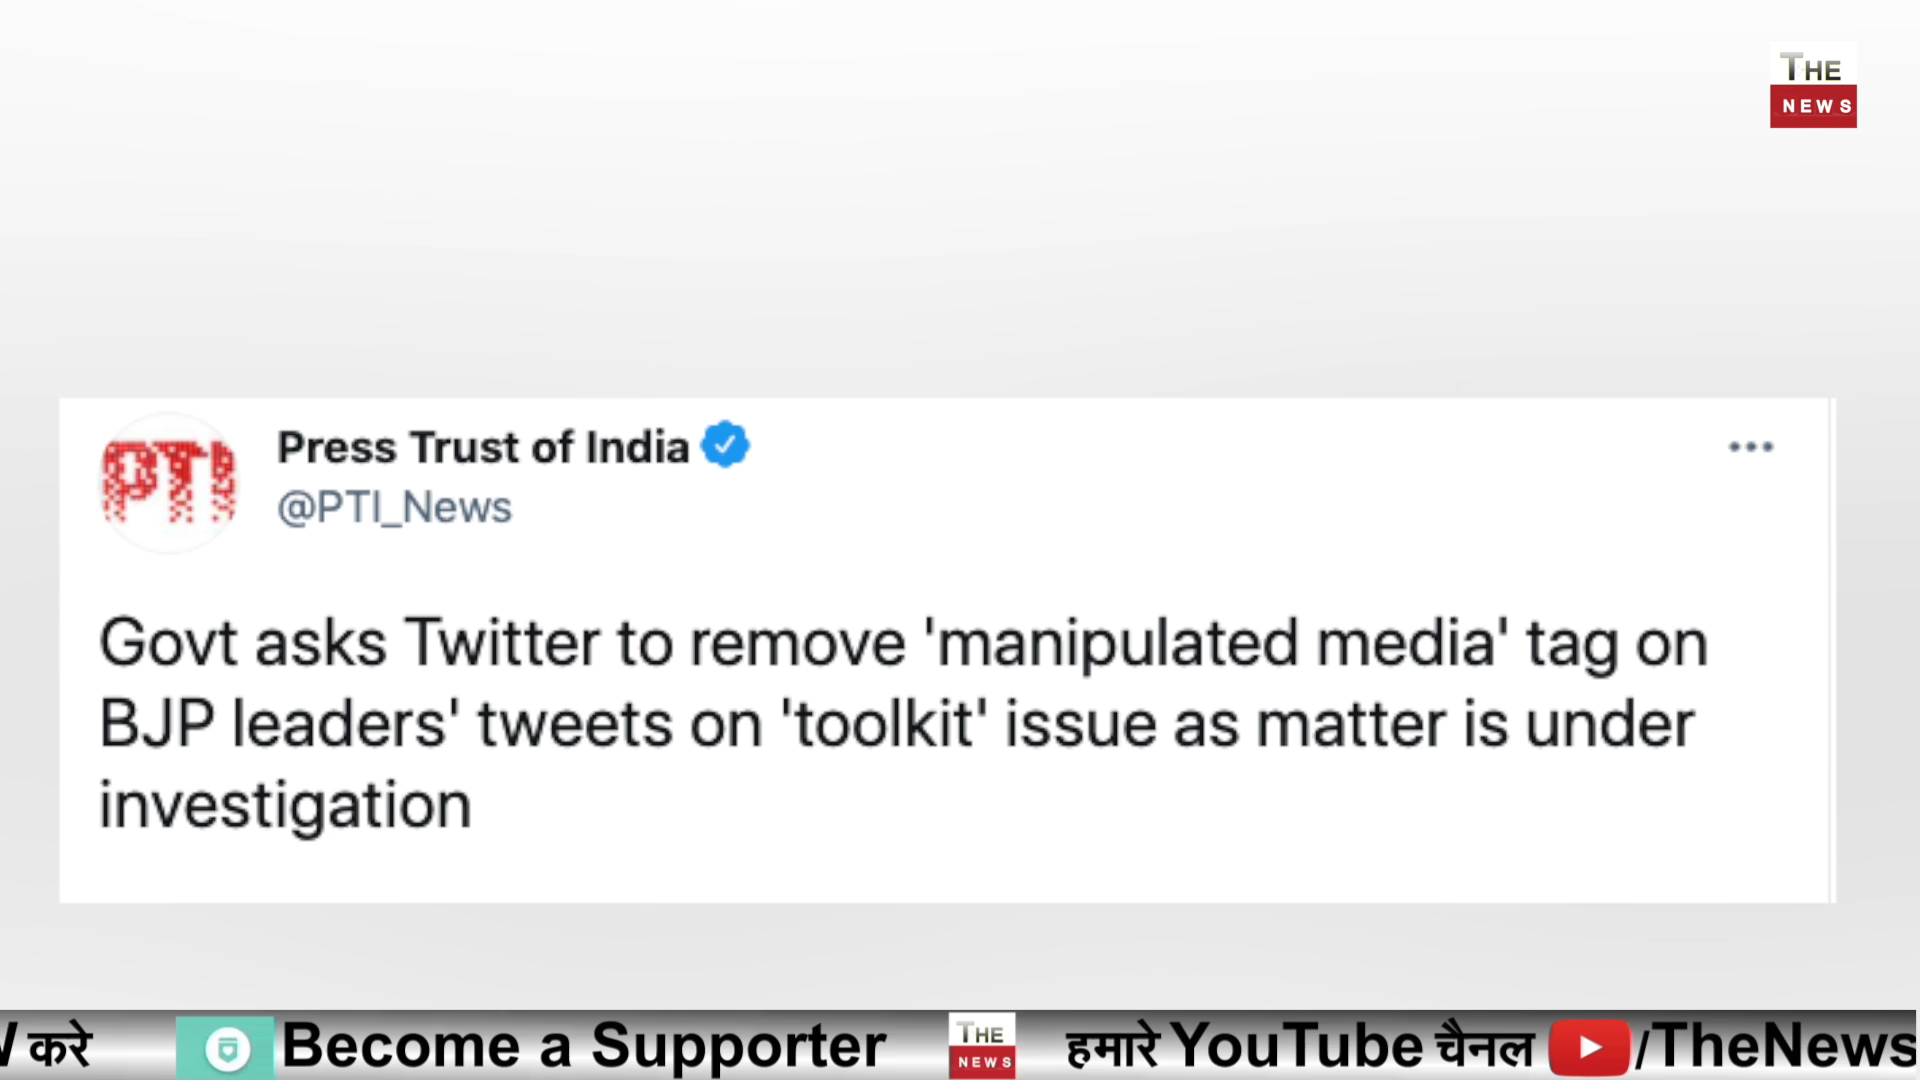 THE
NEWS
PTI
Press Trust of India
@PTI_News
Govt asks Twitter to remove 'manipulated media' tag on
BJP leaders' tweets on 'toolkit' issue as matter is under
investigation
करे Become a Supporter THE NEWS हमारे YouTube चैनल /TheNews